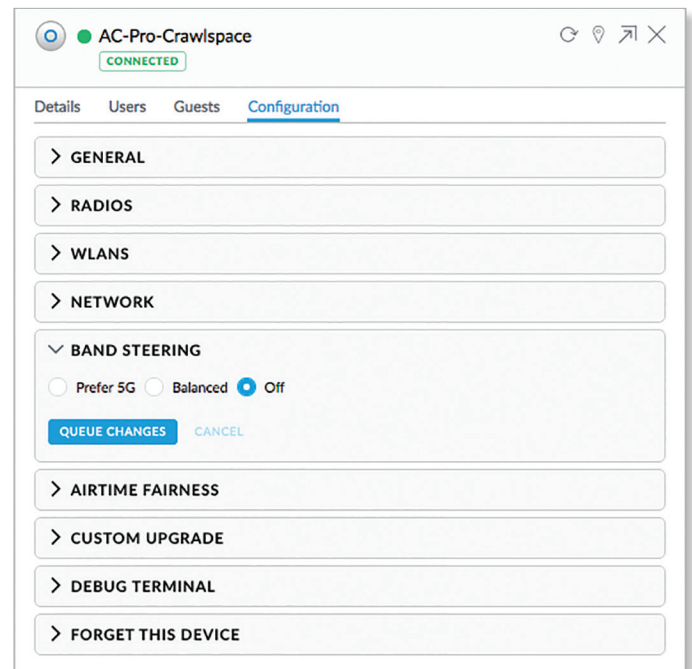 AC-Pro-Crawlspace
CONNECTED
Details Users Guests Configuration
GENERAL
RADIOS
WLANS
NETWORK
BAND STEERING
Prefer 5G Balanced Off
QUEUE CHANGES CANCEL
AIRTIME FAIRNESS
CUSTOM UPGRADE
DEBUG TERMINAL
FORGET THIS DEVICE